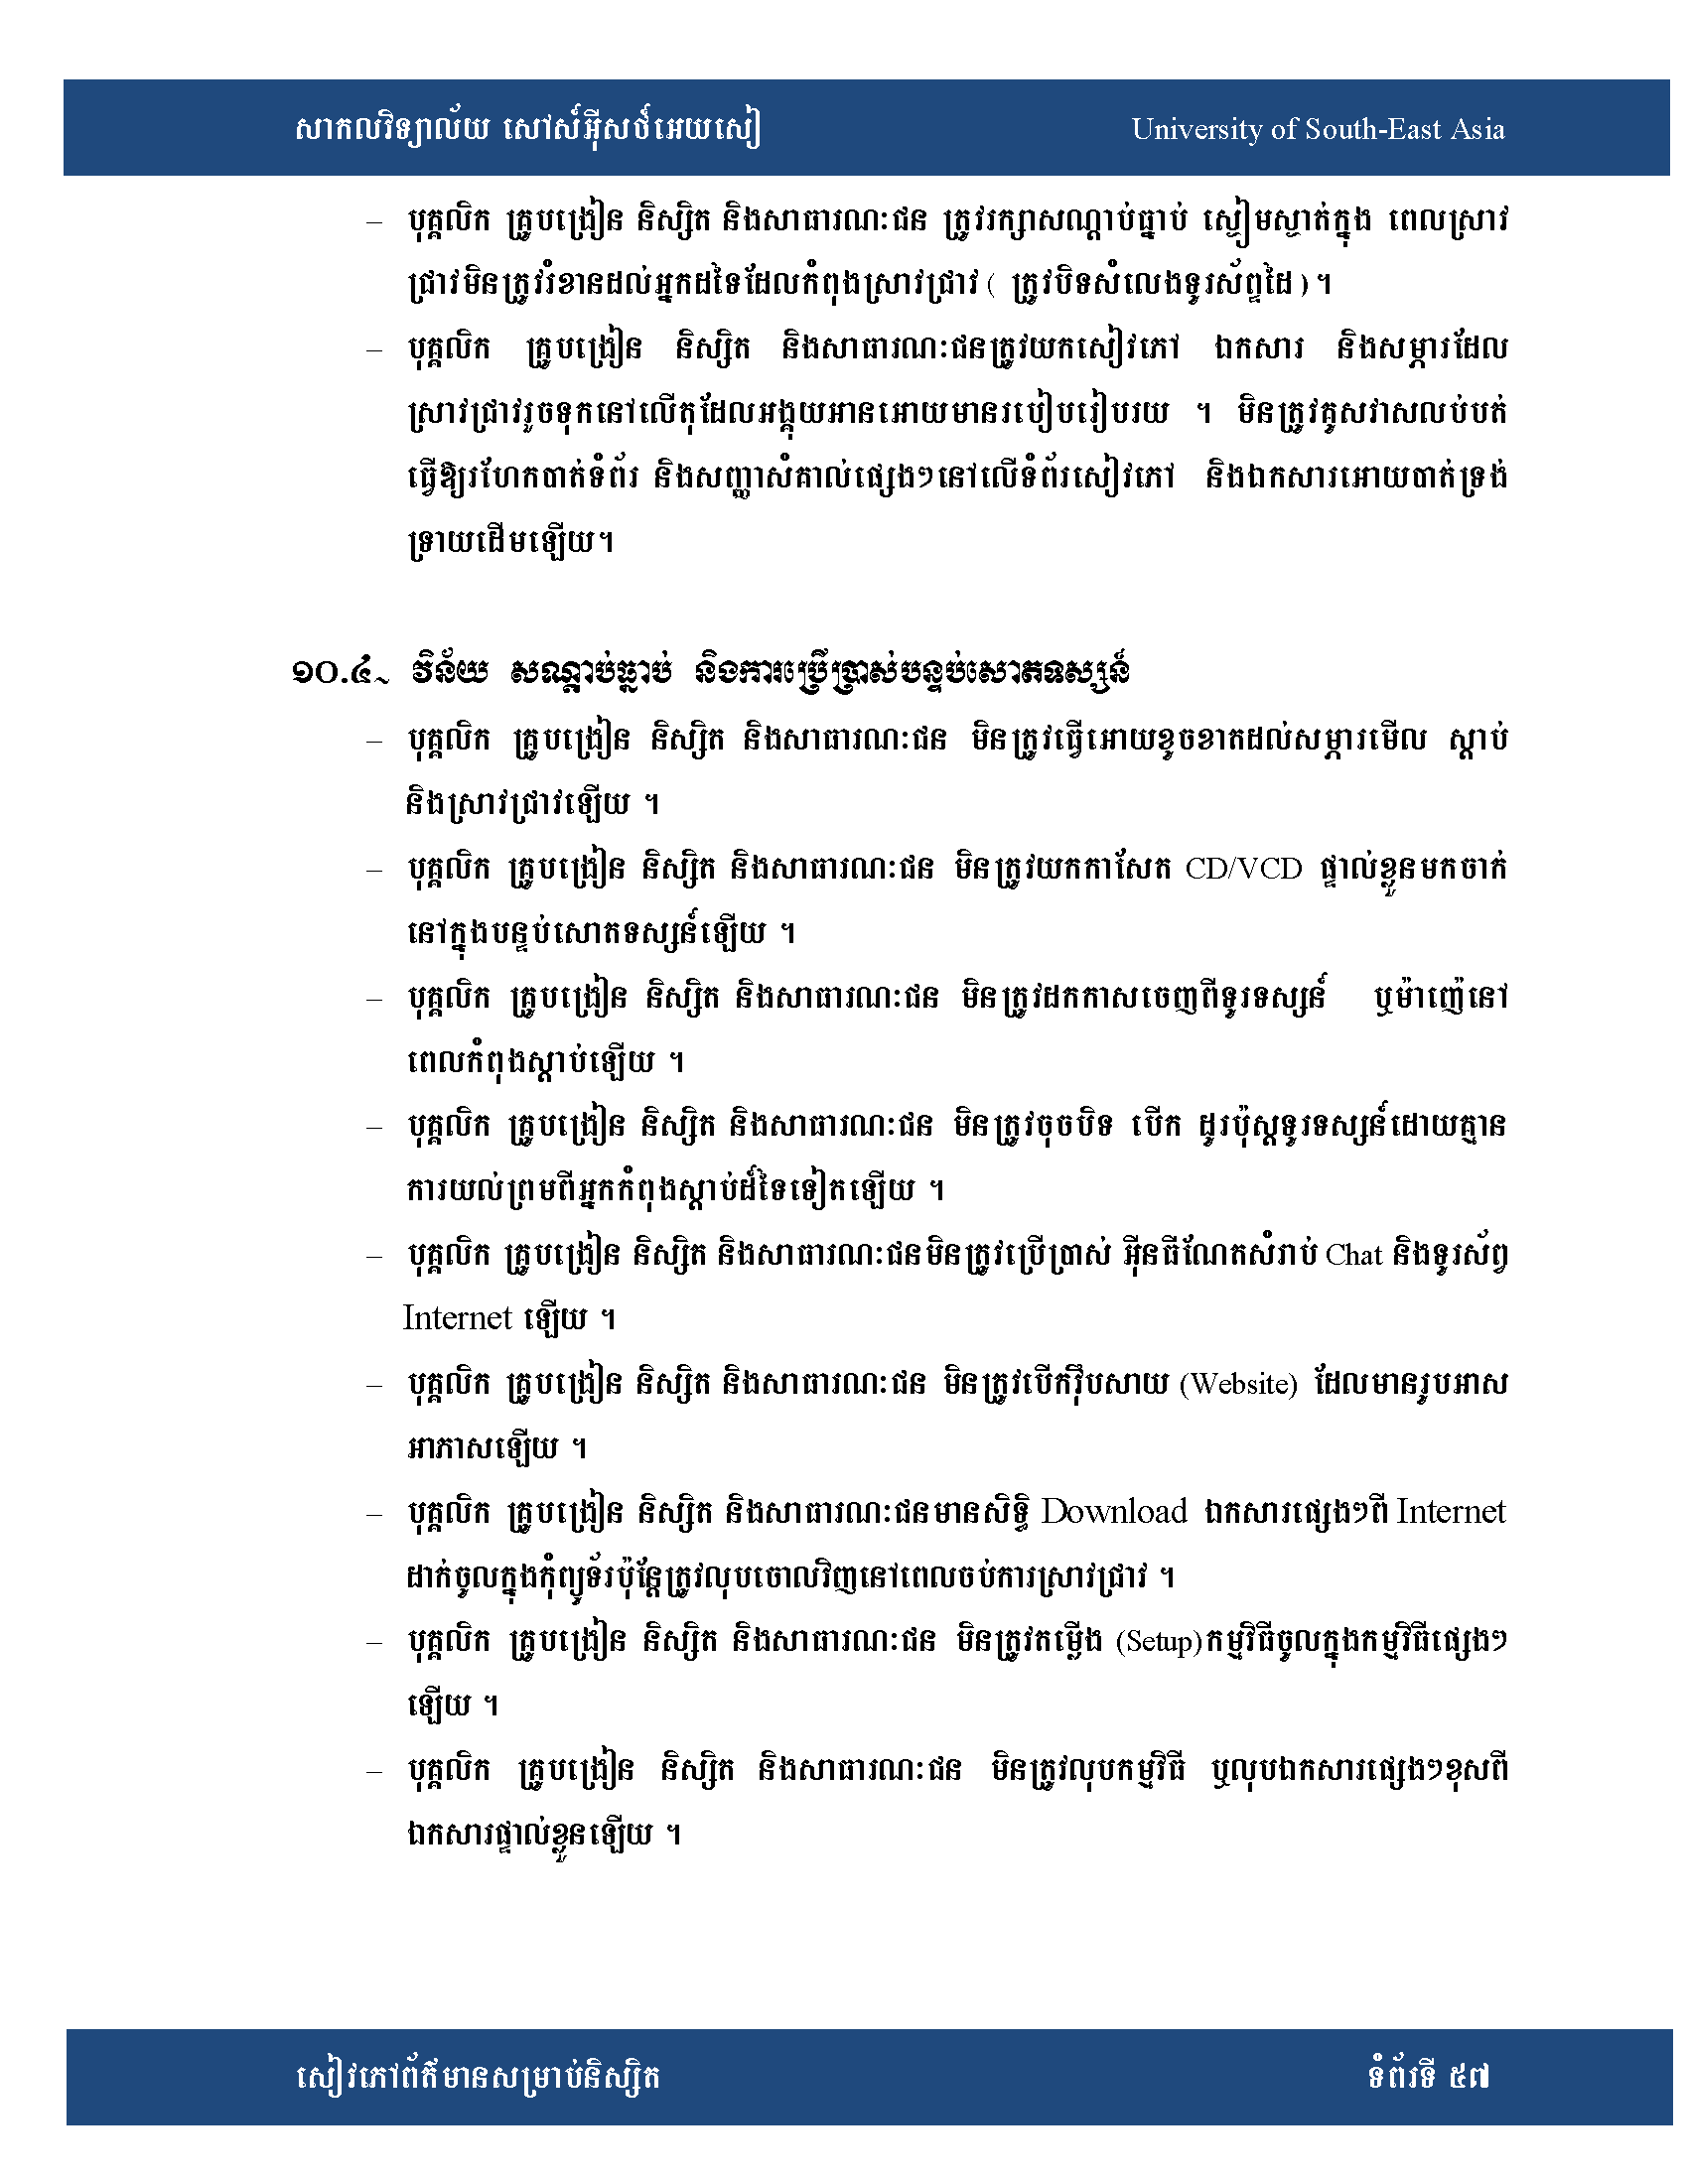 សាកលវិទ្យាល័យ សៅស៍អ៊ីសថ៍អេយសៀ University of South-East Asia
– បុគ្គលិក គ្រូបង្រៀន និស្សិត និងសាធារណៈជន ត្រូវរក្សាសណ្តាប់ធ្នាប់ ស្ងៀមស្ងាត់ក្នុង ពេលស្រាវ
ជ្រាវមិនត្រូវរំខានដល់អ្នកដទៃដែលកំពុងស្រាវជ្រាវ ( ត្រូវបិទសំលេងទូរស័ព្ទដៃ ) ។
– បុគ្គលិក គ្រូបង្រៀន និស្សិត និងសាធារណៈជនត្រូវយកសៀវភៅ ឯកសារ និងសម្ភារដែល
ស្រាវជ្រាវរួចទុកនៅលើតុដែលអង្គុយអានអោយមានរបៀបរៀបរយ ។ មិនត្រូវគូសវាសលប់បត់
ធ្វើឱ្យរហែកបាត់ទំព័រ និងសញ្ញាសំគាល់ផ្សេងៗនៅលើទំព័រសៀវភៅ និងឯកសារអោយបាត់ទ្រង់
ទ្រាយដើមឡើយ។
១០.៤~ វិន័យ សណ្តាប់ធ្នាប់ និងការប្រើប្រាស់បន្ទប់សោតទស្សន៍
– បុគ្គលិក គ្រូបង្រៀន និស្សិត និងសាធារណៈជន មិនត្រូវធ្វើអោយខូចខាតដល់សម្ភារមើល ស្តាប់
និងស្រាវជ្រាវឡើយ ។
– បុគ្គលិក គ្រូបង្រៀន និស្សិត និងសាធារណៈជន មិនត្រូវយកកាសែត CD/VCD ផ្ទាល់ខ្លួនមកចាក់
នៅក្នុងបន្ទប់សោតទស្សន៍ឡើយ ។
– បុគ្គលិក គ្រូបង្រៀន និស្សិត និងសាធារណៈជន មិនត្រូវដកកាសចេញពីទូរទស្សន៍ ឬម៉ាញ៉េនៅ
ពេលកំពុងស្តាប់ឡើយ ។
– បុគ្គលិក គ្រូបង្រៀន និស្សិត និងសាធារណៈជន មិនត្រូវចុចបិទ បើក ដូរប៉ុស្តទូរទស្សន៍ដោយគ្មាន
ការយល់ព្រមពីអ្នកកំពុងស្តាប់ដ៏ទៃទៀតឡើយ ។
– បុគ្គលិក គ្រូបង្រៀន និស្សិត និងសាធារណៈជនមិនត្រូវប្រើប្រាស់ អ៊ីនធីណែតសំរាប់ Chat និងទូរស័ព្ទ
Internet ឡើយ ។
– បុគ្គលិក គ្រូបង្រៀន និស្សិត និងសាធារណៈជន មិនត្រូវបើកវ៉ឹបសាយ (Website) ដែលមានរូបអាស
អាភាសឡើយ ។
– បុគ្គលិក គ្រូបង្រៀន និស្សិត និងសាធារណៈជនមានសិទ្ធិ Download ឯកសារផ្សេងៗពី Internet
ដាក់ចូលក្នុងកុំព្យូទ័រប៉ុន្តែត្រូវលុបចោលវិញនៅពេលចប់ការស្រាវជ្រាវ ។
– បុគ្គលិក គ្រូបង្រៀន និស្សិត និងសាធារណៈជន មិនត្រូវតម្លើង (Setup)កម្មវិធីចូលក្នុងកម្មវិធីផ្សេងៗ
ឡើយ ។
– បុគ្គលិក គ្រូបង្រៀន និស្សិត និងសាធារណៈជន មិនត្រូវលុបកម្មវិធី ឬលុបឯកសារផ្សេងៗខុសពី
ឯកសារផ្ទាល់ខ្លួនឡើយ ។
សៀវភៅព័ត៌មានសម្រាប់និស្សិត ទំព័រទី ៥៧